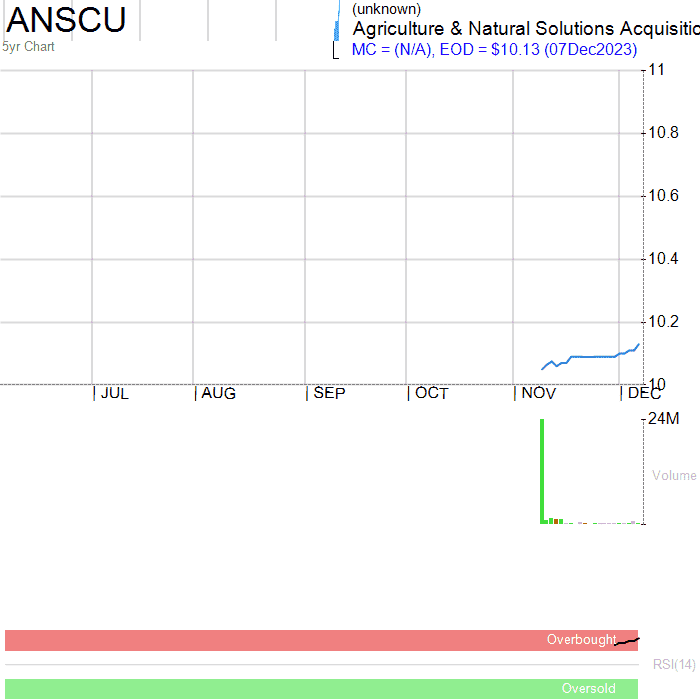 ANSCU
5yr Chart
(unknown)
Agriculture & Natural Solutions Acquisitio
MC = (N/A), EOD = $10.13 (07Dec2023)
11
10.8
10.6
10.4
10.2
10
JUL AUG SEP OCT NOV DEC
24M
Volume
Overbought
RSI(14)
Oversold